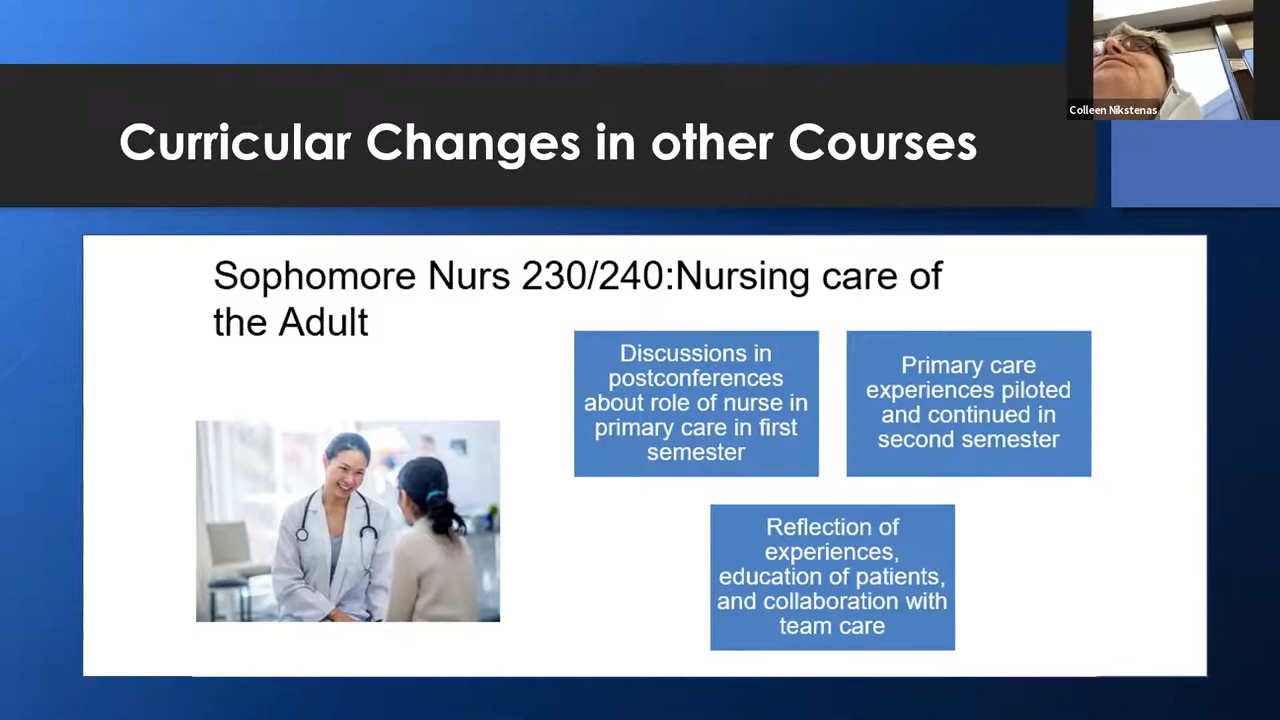 Colleen Nikstenas
Curricular Changes in other Courses
Sophomore Nurs 230/240:Nursing care of
the Adult
Discussions in
postconferences
about role of nurse in
primary care in first
semester
Primary care
experiences piloted
and continued in
second semester
Reflection of
experiences,
education of patients,
and collaboration with
team care